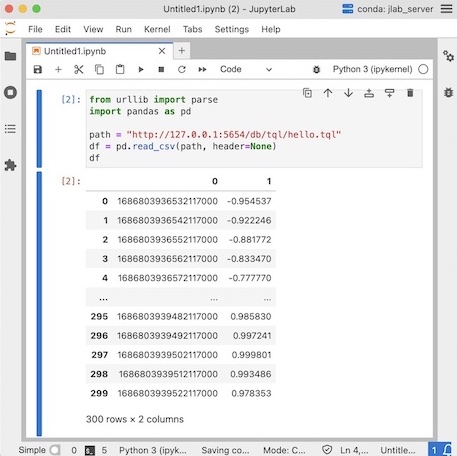 Untitled1.ipynb (2) - JupyterLab
conda: jlab_server
File Edit View Run Kernel Tabs Settings Help
Untitled1.ipynb
Code
Python 3 (ipykernel)
[2]: from urllib import parse
import pandas as pd
path = "http://127.0.0.1:5654/db/tql/hello.tql"
df = pd.read_csv(path, header=None)
df
[2]: 0 1
0 1686803936532117000 -0.954537
1 1686803936542117000 -0.922246
2 1686803936552117000 -0.881772
3 1686803936562117000 -0.833470
4 1686803936572117000 -0.777770
... ... ...
295 1686803939482117000 0.985830
296 1686803939492117000 0.997241
297 1686803939502117000 0.999801
298 1686803939512117000 0.993486
299 1686803939522117000 0.978353
300 rows × 2 columns
Simple 0 5 Python 3 (ipyk... Saving co... Mode: C... Ln 4,... Untitle... 1